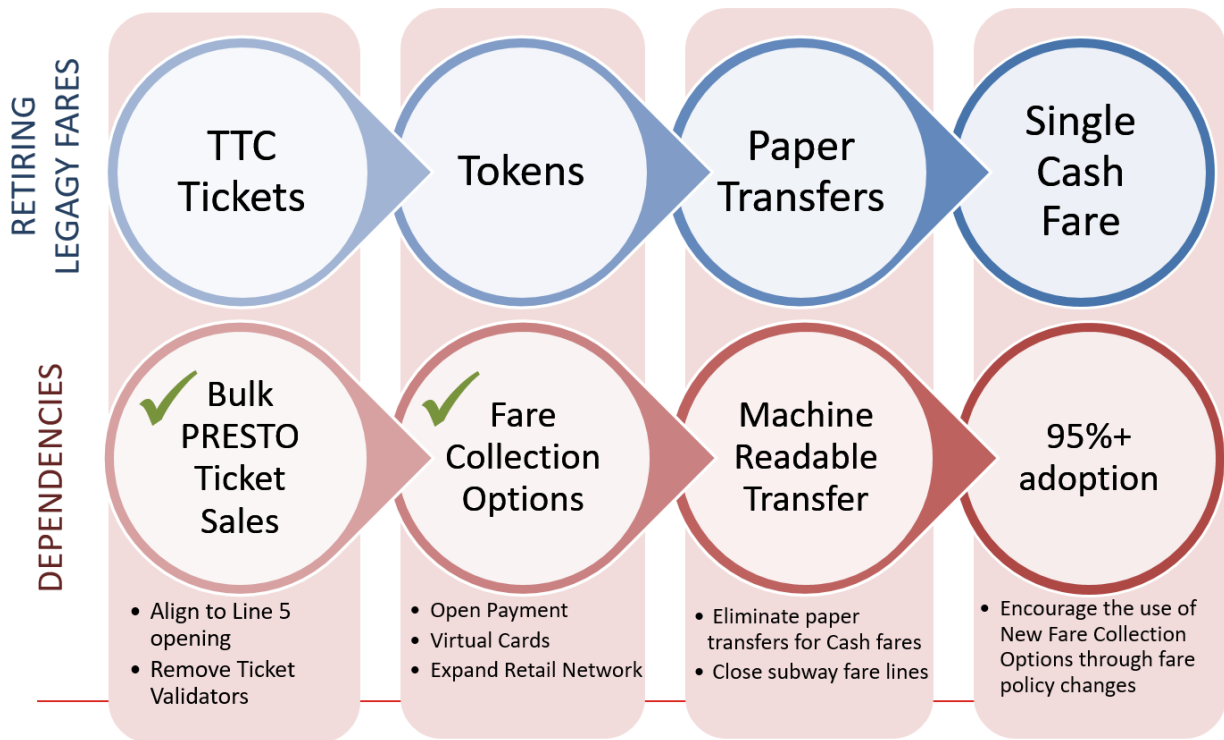 RETIRING
LEGAGY FARES
TTC
Tickets
Tokens
Paper
Transfers
Single
Cash
Fare
DEPENDENCIES
Bulk
PRESTO
Ticket
Sales
Fare
Collection
Options
Machine
Readable
Transfer
95%+
adoption
• Align to Line 5
opening
• Remove Ticket
Validators
• Open Payment
• Virtual Cards
• Expand Retail Network
• Eliminate paper
transfers for Cash fares
• Close subway fare lines
• Encourage the use of
New Fare Collection
Options through fare
policy changes